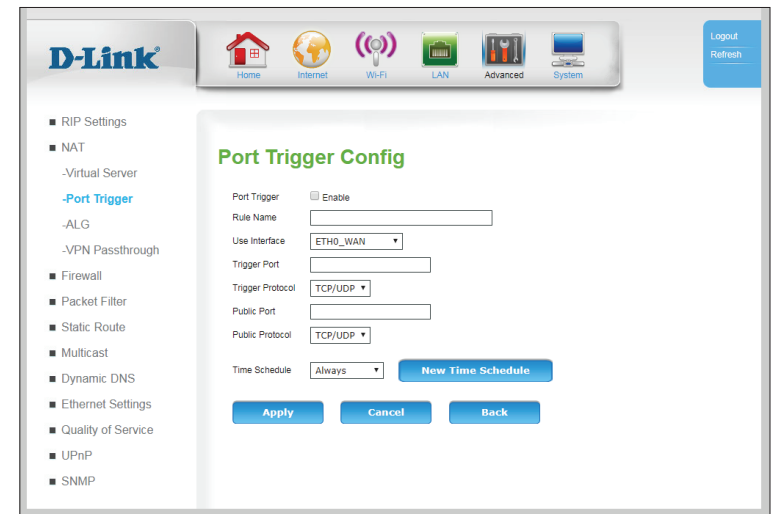 D-Link
Home
Internet
Wi-Fi
LAN
Advanced
System
Logout
Refresh
RIP Settings
NAT
-Virtual Server
-Port Trigger
-ALG
-VPN Passthrough
Firewall
Packet Filter
Static Route
Multicast
Dynamic DNS
Ethernet Settings
Quality of Service
UPnP
SNMP
Port Trigger Config
Port Trigger Enable
Rule Name
Use Interface ETH0_WAN
Trigger Port
Trigger Protocol TCP/UDP
Public Port
Public Protocol TCP/UDP
Time Schedule Always New Time Schedule
Apply Cancel Back